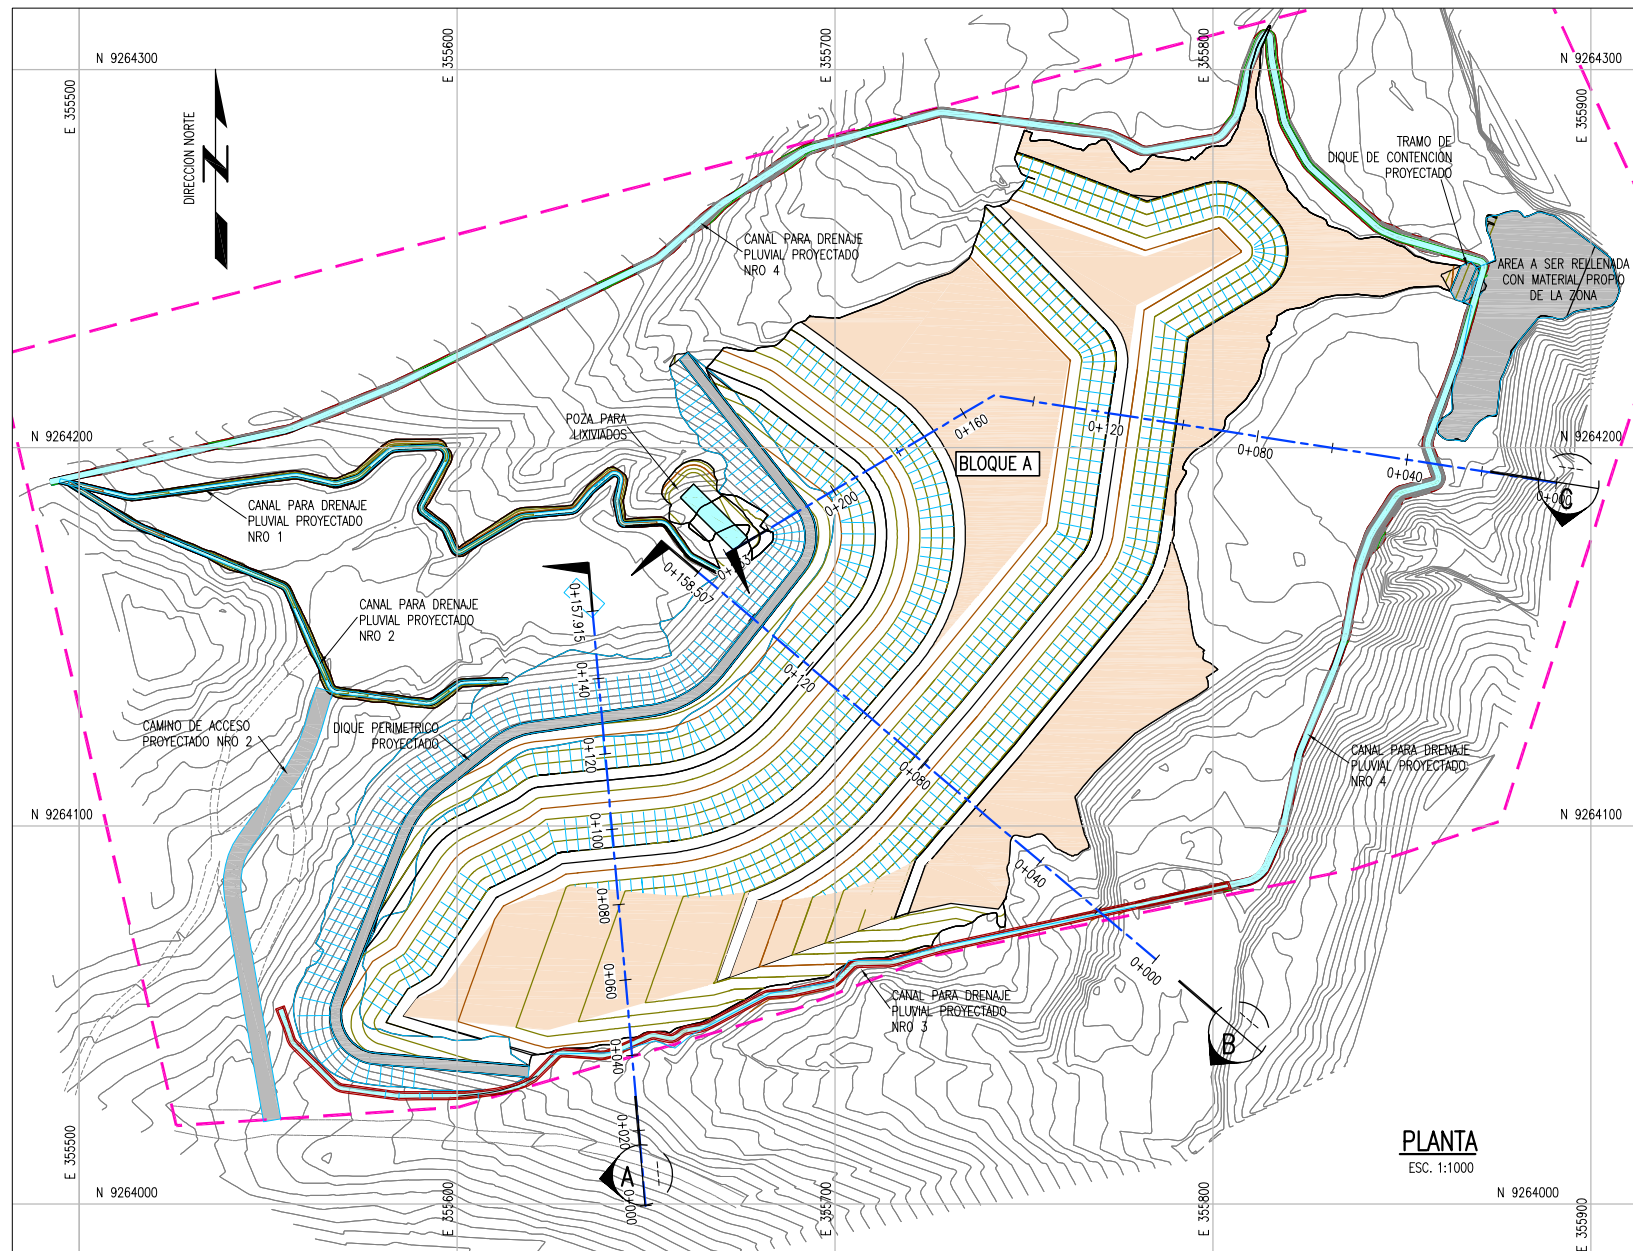 N 9264300
E 355500
E 355600
E 355700
E 355800
N 9264300
E 355900
DIRECCION NORTE
N
TRAMO DE
DIQUE DE CONTENCIÓN
PROYECTADO
CANAL PARA DRENAJE
PLUVIAL PROYECTADO
NRO 4
AREA A SER RELLENADA
CON MATERIAL PROPIO
DE LA ZONA
N 9264200
POZA PARA
LIXIVIADOS
0+160
0+120
0+080
0+040
0+000
N 9264200
BLOQUE A
C
0+200
CANAL PARA DRENAJE
PLUVIAL PROYECTADO
NRO 1
0+158.507
0+157.915
CANAL PARA DRENAJE
PLUVIAL PROYECTADO
NRO 2
0+120
0+140
CAMINO DE ACCESO
PROYECTADO NRO 2
DIQUE PERIMETRICO
PROYECTADO
0+120
0+080
CANAL PARA DRENAJE
PLUVIAL PROYECTADO
NRO 4
N 9264100
0+100
N 9264100
0+040
0+080
0+060
0+000
CANAL PARA DRENAJE
PLUVIAL PROYECTADO
NRO 3
0+040
B
0+020
A
0+000
PLANTA
ESC. 1:1000
E 355500
N 9264000
E 355600
E 355700
E 355800
N 9264000
E 355900